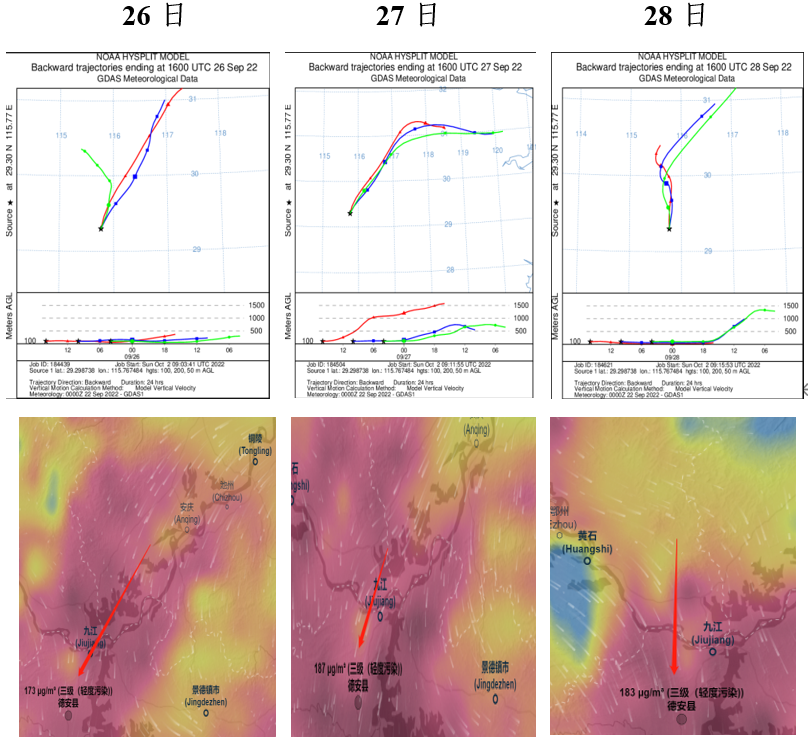 26 日
27 日
28 日
NOAA HYSPLIT MODEL
Backward trajectories ending at 1600 UTC 26 Sep 22
GDAS Meteorological Data
Source ★ at 29.30 N 115.77 E
31
115
116
117
118
30
29
Meters AGL
1500
1000
500
100
12
06
00
18
12
06
09/26
Job ID: 184439
Job Start: Sun Oct 2 09:03:41 UTC 2022
Source 1 lat.: 29.298738 lon.: 115.767484 hgts: 100, 200, 50 m AGL
Trajectory Direction: Backward Duration: 24 hrs
Vertical Motion Calculation Method: Model Vertical Velocity
Meteorology: 0000Z 22 Sep 2022 - GDAS1
NOAA HYSPLIT MODEL
Backward trajectories ending at 1600 UTC 27 Sep 22
GDAS Meteorological Data
Source ★ at 29.30 N 115.77 E
115
116
117
118
119
120
30
29
28
Meters AGL
1500
1000
500
100
12
06
00
18
12
06
09/27
Job ID: 184504
Job Start: Sun Oct 2 09:11:55 UTC 2022
Source 1 lat.: 29.298738 lon.: 115.767484 hgts: 100, 200, 50 m AGL
Trajectory Direction: Backward Duration: 24 hrs
Vertical Motion Calculation Method: Model Vertical Velocity
Meteorology: 0000Z 22 Sep 2022 - GDAS1
NOAA HYSPLIT MODEL
Backward trajectories ending at 1600 UTC 28 Sep 22
GDAS Meteorological Data
Source ★ at 29.30 N 115.77 E
31
114
115
116
117
118
30
29
Meters AGL
1500
1000
500
100
12
06
00
18
12
06
09/28
Job ID: 184621
Job Start: Sun Oct 2 09:15:53 UTC 2022
Source 1 lat.: 29.298738 lon.: 115.767484 hgts: 100, 200, 50 m AGL
Trajectory Direction: Backward Duration: 24 hrs
Vertical Motion Calculation Method: Model Vertical Velocity
Meteorology: 0000Z 22 Sep 2022 - GDAS1
铜陵
(Tongling)
池州
(Chizhou)
安庆
(Anqing)
九江
(Jiujiang)
173 μg/m³ (三级（轻度污染))
德安县
景德镇市
(Jingdezhen)
(Anqing)
石
ngshi)
九江
(Jiujiang)
187 μg/m³ (三级（轻度污染))
德安县
景德镇市
(Jingdezhen)
鄂州
Ezhou)
黄石
(Huangshi)
九江
(Jiujiang)
183 μg/m³ (三级（轻度污染))
德安县